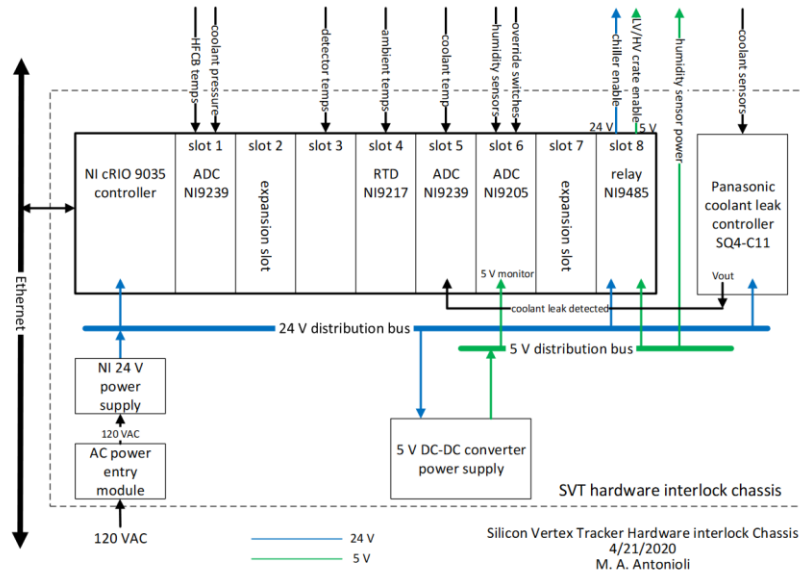 HFCB temps
coolant pressure
detector temps
ambient temps
coolant temp
humidity sensors
override switches
chiller enable
LV/HV crate enable
humidity sensor power
coolant sensors
24 V
5 V
NI cRIO 9035
controller
slot 1
ADC
NI9239
slot 2
expansion slot
slot 3
slot 4
RTD
NI9217
slot 5
ADC
NI9239
slot 6
ADC
NI9205
slot 7
expansion slot
slot 8
relay
NI9485
Panasonic
coolant leak
controller
SQ4-C11
Ethernet
5 V monitor
Vout
coolant leak detected
24 V distribution bus
5 V distribution bus
NI 24 V
power
supply
120 VAC
AC power
entry
module
120 VAC
5 V DC-DC converter
power supply
SVT hardware interlock chassis
24 V
5 V
Silicon Vertex Tracker Hardware interlock Chassis
4/21/2020
M. A. Antonioli